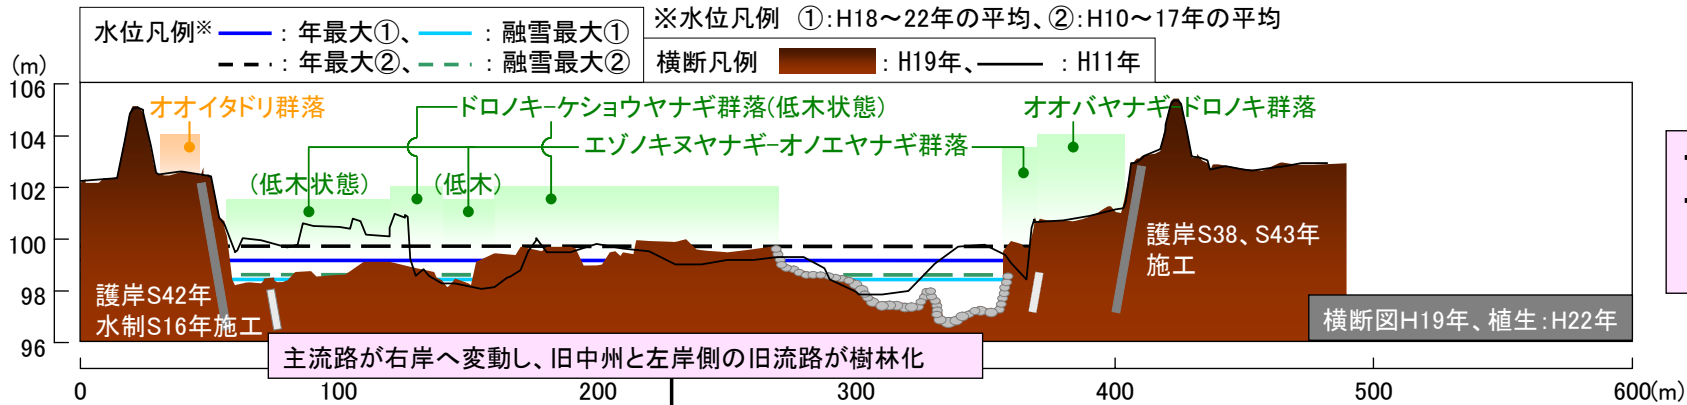 ※水位凡例 ①:H18～22年の平均、②:H10～17年の平均
水位凡例※ : 年最大①、 : 融雪最大①
: 年最大②、 : 融雪最大②
横断凡例 : H19年、 : H11年
(m)
106
104
102
100
98
96
オオイタドリ群落
ドロノキ-ケショウヤナギ群落(低木状態)
オオバヤナギ-ドロノキ群落
エゾノキヌヤナギ-オノエヤナギ群落
(低木状態)
(低木)
護岸S42年
水制S16年施工
護岸S38、S43年
施工
横断図H19年、植生:H22年
主流路が右岸へ変動し、旧中州と左岸側の旧流路が樹林化
0 100 200 300 400 500 600(m)